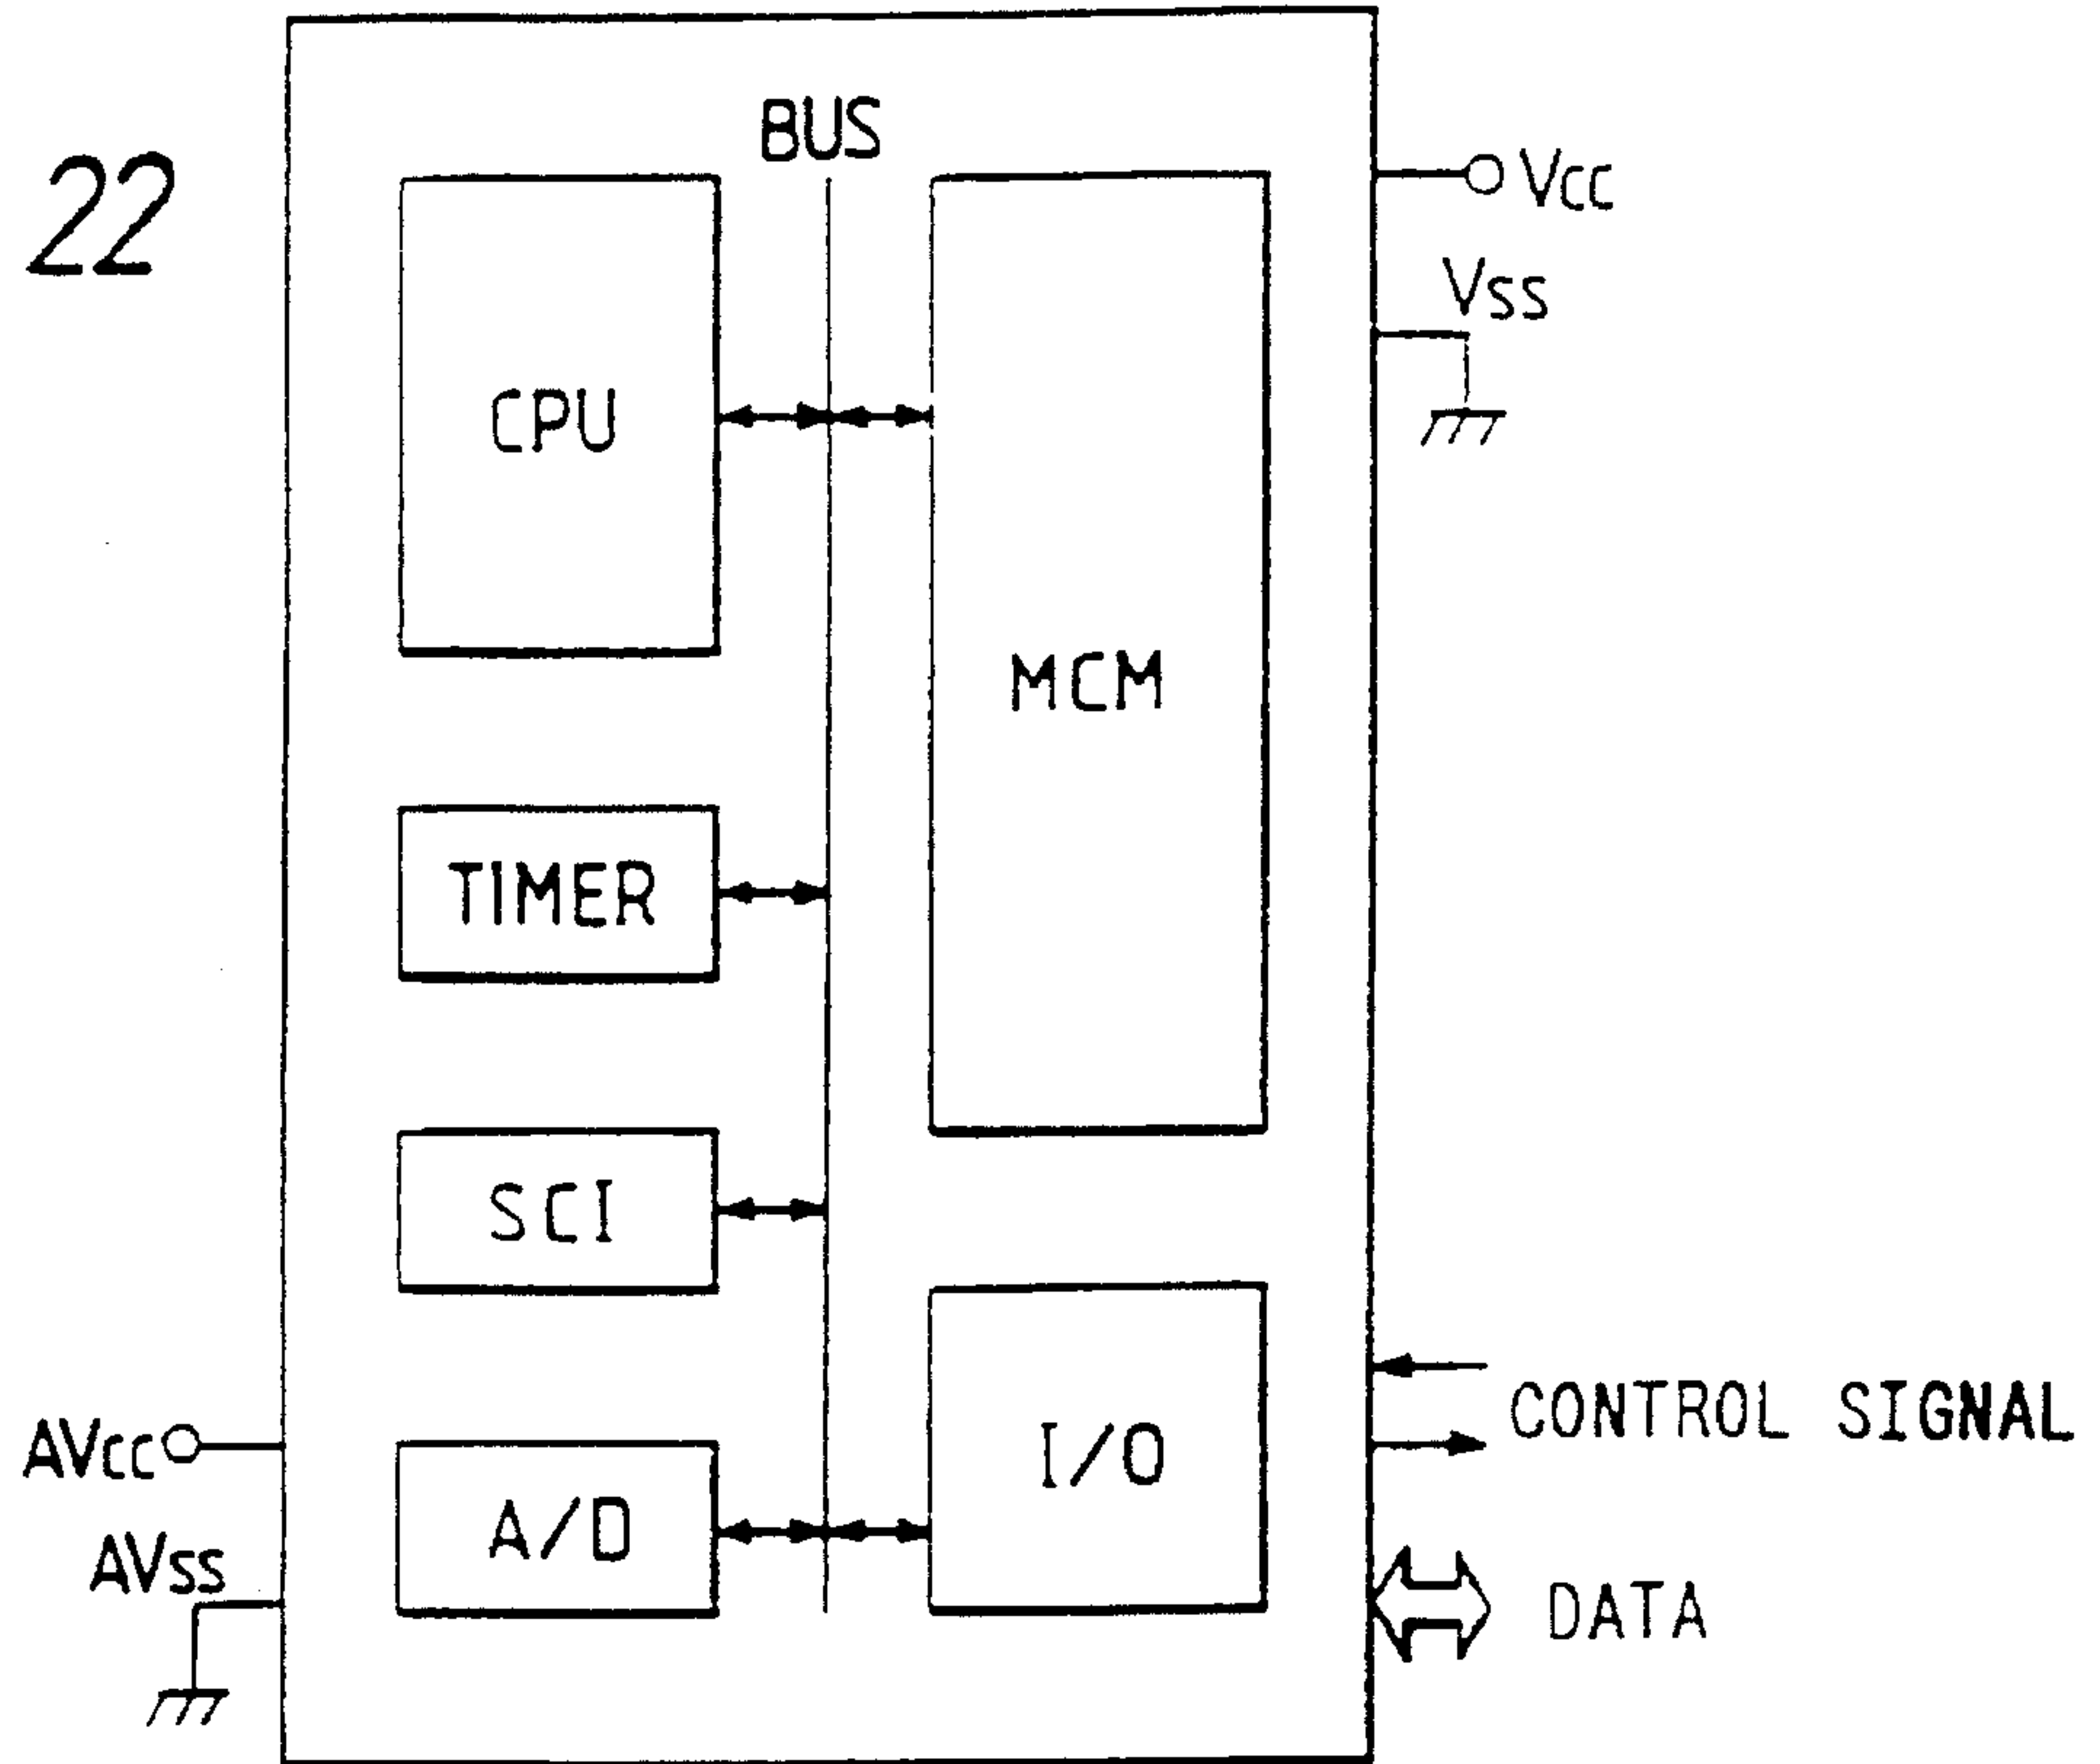 22
BUS
Vcc
Vss
CPU
MCM
TIMER
SCI
AVcc
I/O
CONTROL SIGNAL
A/D
AVss
DATA